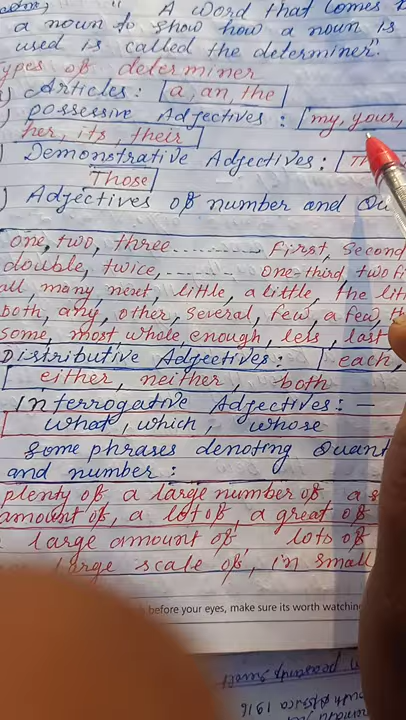 A word that comes
a noun to show how a noun is
used is called the determiner".
ypes of determiner
Articles: [a, an, the]
possessive Adjectives : [my, your,
her, its, their]
Demonstrative Adjectives: [
Those]
) Adjectives of number and
one, two, three.......... first, second
double, twice,....... one-third, two
all, many next, little, a little, the
both, any, other, several, few, a few,
some, most whole, enough, less, last
Distributive Adjectives: [each,
either, neither, both
Interrogative Adjectives: —
what, which, whose
some phrases denoting Quant
and number:
plenty of, a large number of, a
amount of, a lot of, a great of
large amount of lots of
large scale of, in small
before your eyes, make sure its worth watchin
1916